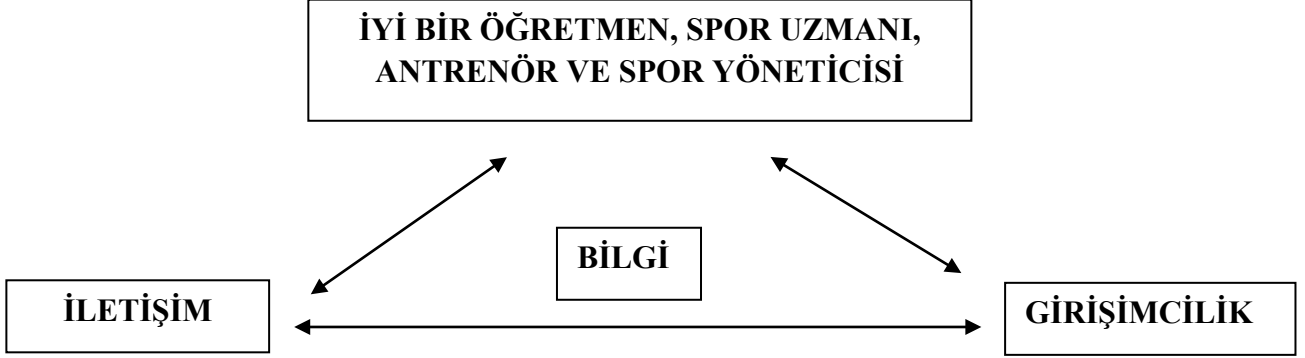 İYİ BİR ÖĞRETMEN, SPOR UZMANI,
ANTRENÖR VE SPOR YÖNETİCİSİ
BİLGİ
İLETİŞİM
GİRİŞİMCİLİK